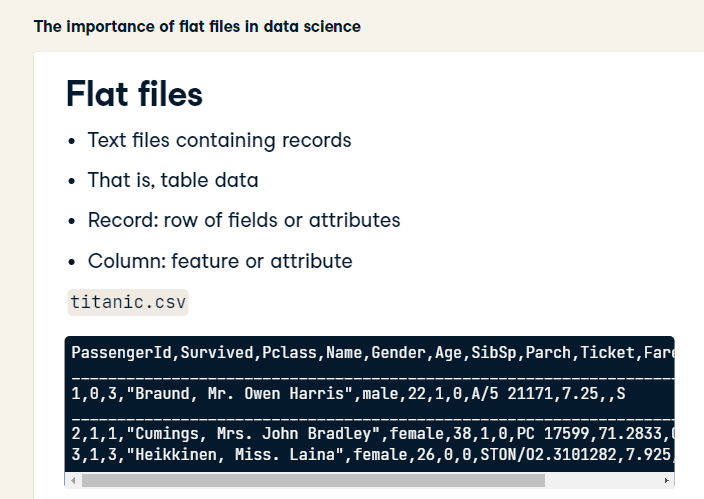 The importance of flat files in data science
Flat files
• Text files containing records
• That is, table data
• Record: row of fields or attributes
• Column: feature or attribute
titanic.csv
PassengerId,Survived,Pclass,Name,Gender,Age,SibSp,Parch,Ticket,Fare
1,0,3,"Braund, Mr. Owen Harris",male,22,1,0,A/5 21171,7.25,,S
2,1,1,"Cumings, Mrs. John Bradley",female,38,1,0,PC 17599,71.2833,
3,1,3,"Heikkinen, Miss. Laina",female,26,0,0,STON/O2.3101282,7.925,